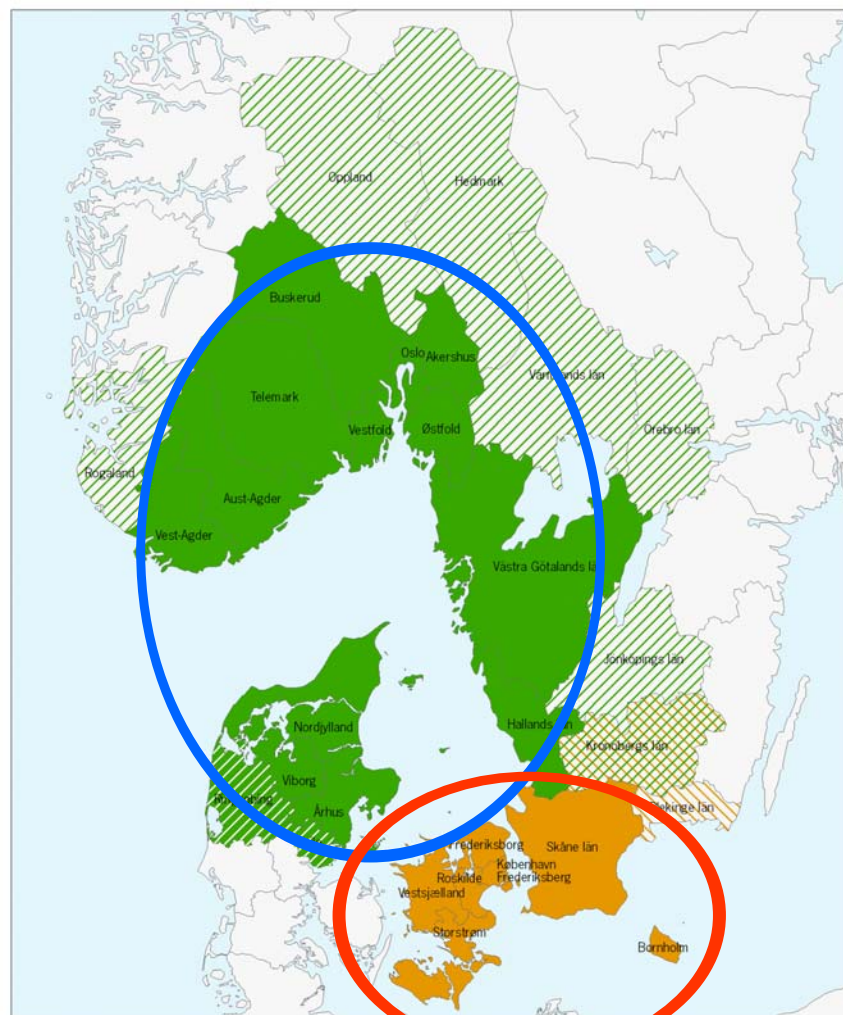 Oppland
Hedmark
Buskerud
Oslo
Akershus
Värmlands län
Telemark
Vestfold
Østfold
Örebro län
Rogaland
Aust-Agder
Vest-Agder
Västra Götalands län
Jönköpings län
Nordjylland
Hallands län
Kronobergs län
Viborg
Århus
Blekinge län
Frederiksborg
Skåne län
København
Roskilde
Frederiksberg
Vestsjælland
Storstrøm
Bornholm